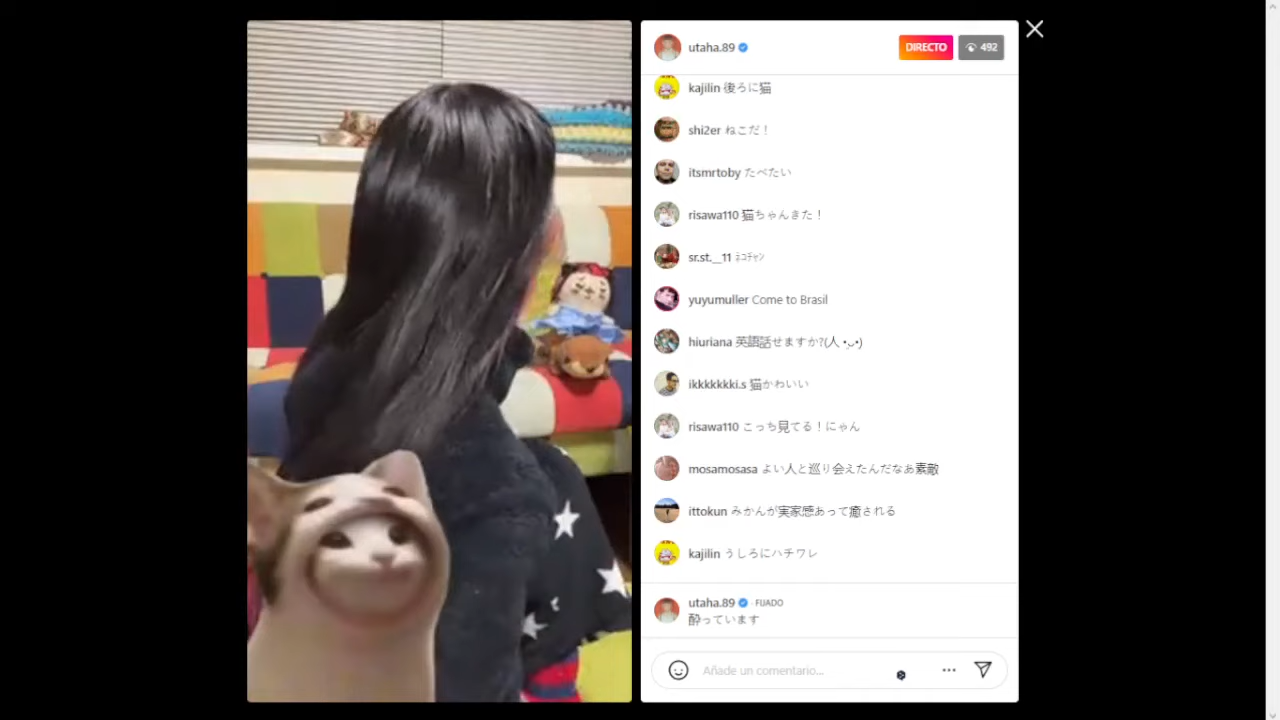 utaha.89
DIRECTO
492
kajilin 後ろに猫
shi2er ねこだ！
itsmrtoby たべたい
risawa110 猫ちゃんきた！
sr.st.__11 ﾈｺﾁｬﾝ
yuyumuller Come to Brasil
hiuriana 英語話せますか?(人 •͈ᴗ•͈)
ikkkkkkki.s 猫かわいい
risawa110 こっち見てる！にゃん
mosamosasa よい人と巡り会えたんだなあ素敵
ittokun みかんが実家感あって癒される
kajilin うしろにハチワレ
utaha.89 · FIJADO
酔っています
Añade un comentario...